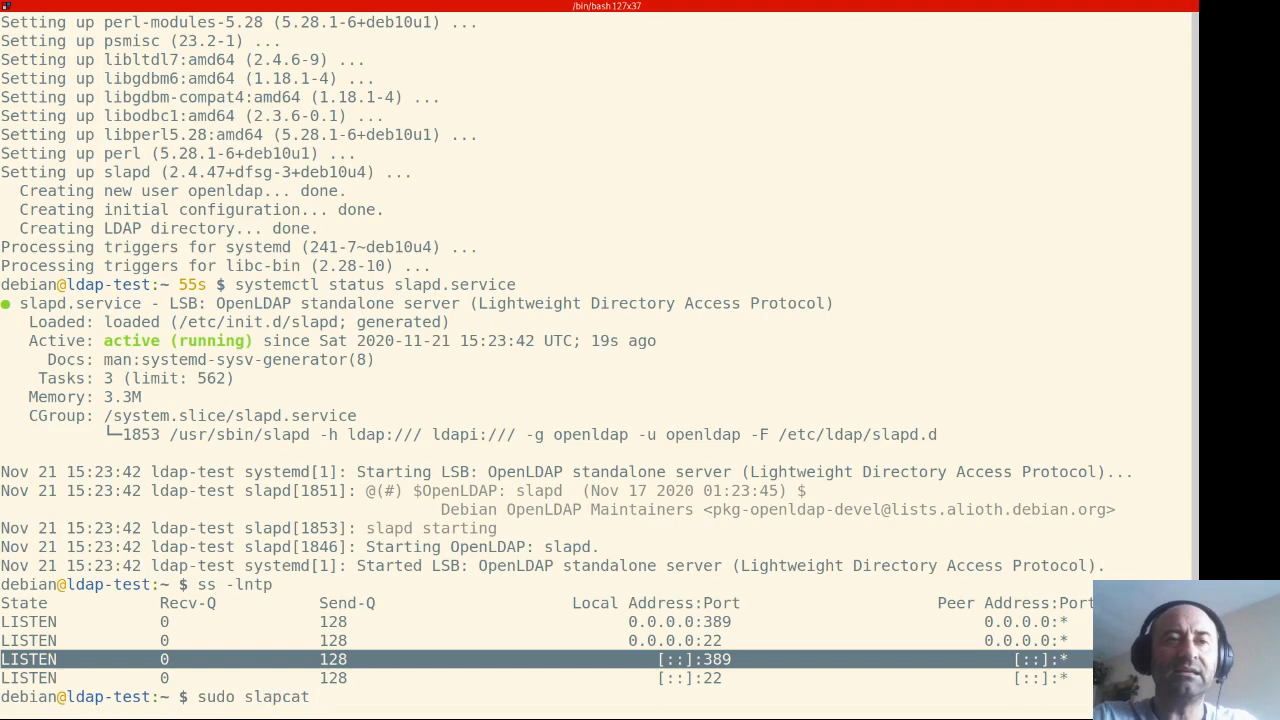 /bin/bash 127x37
Setting up perl-modules-5.28 (5.28.1-6+deb10u1) ...
Setting up psmisc (23.2-1) ...
Setting up libltdl7:amd64 (2.4.6-9) ...
Setting up libgdbm6:amd64 (1.18.1-4) ...
Setting up libgdbm-compat4:amd64 (1.18.1-4) ...
Setting up libodbc1:amd64 (2.3.6-0.1) ...
Setting up libperl5.28:amd64 (5.28.1-6+deb10u1) ...
Setting up perl (5.28.1-6+deb10u1) ...
Setting up slapd (2.4.47+dfsg-3+deb10u4) ...
  Creating new user openldap... done.
  Creating initial configuration... done.
  Creating LDAP directory... done.
Processing triggers for systemd (241-7~deb10u4) ...
Processing triggers for libc-bin (2.28-10) ...
debian@ldap-test:~ 55s $ systemctl status slapd.service
● slapd.service - LSB: OpenLDAP standalone server (Lightweight Directory Access Protocol)
   Loaded: loaded (/etc/init.d/slapd; generated)
   Active: active (running) since Sat 2020-11-21 15:23:42 UTC; 19s ago
     Docs: man:systemd-sysv-generator(8)
    Tasks: 3 (limit: 562)
   Memory: 3.3M
   CGroup: /system.slice/slapd.service
           └─1853 /usr/sbin/slapd -h ldap:/// ldapi:/// -g openldap -u openldap -F /etc/ldap/slapd.d
Nov 21 15:23:42 ldap-test systemd[1]: Starting LSB: OpenLDAP standalone server (Lightweight Directory Access Protocol)...
Nov 21 15:23:42 ldap-test slapd[1851]: @(#) $OpenLDAP: slapd  (Nov 17 2020 01:23:45) $
                                               Debian OpenLDAP Maintainers <pkg-openldap-devel@lists.alioth.debian.org>
Nov 21 15:23:42 ldap-test slapd[1853]: slapd starting
Nov 21 15:23:42 ldap-test slapd[1846]: Starting OpenLDAP: slapd.
Nov 21 15:23:42 ldap-test systemd[1]: Started LSB: OpenLDAP standalone server (Lightweight Directory Access Protocol).
debian@ldap-test:~ $ ss -lntp
State Recv-Q Send-Q Local Address:Port Peer Address:Port
LISTEN 0 128 0.0.0.0:389 0.0.0.0:*
LISTEN 0 128 0.0.0.0:22 0.0.0.0:*
LISTEN 0 128 [::]:389 [::]:*
LISTEN 0 128 [::]:22 [::]:*
debian@ldap-test:~ $ sudo slapcat